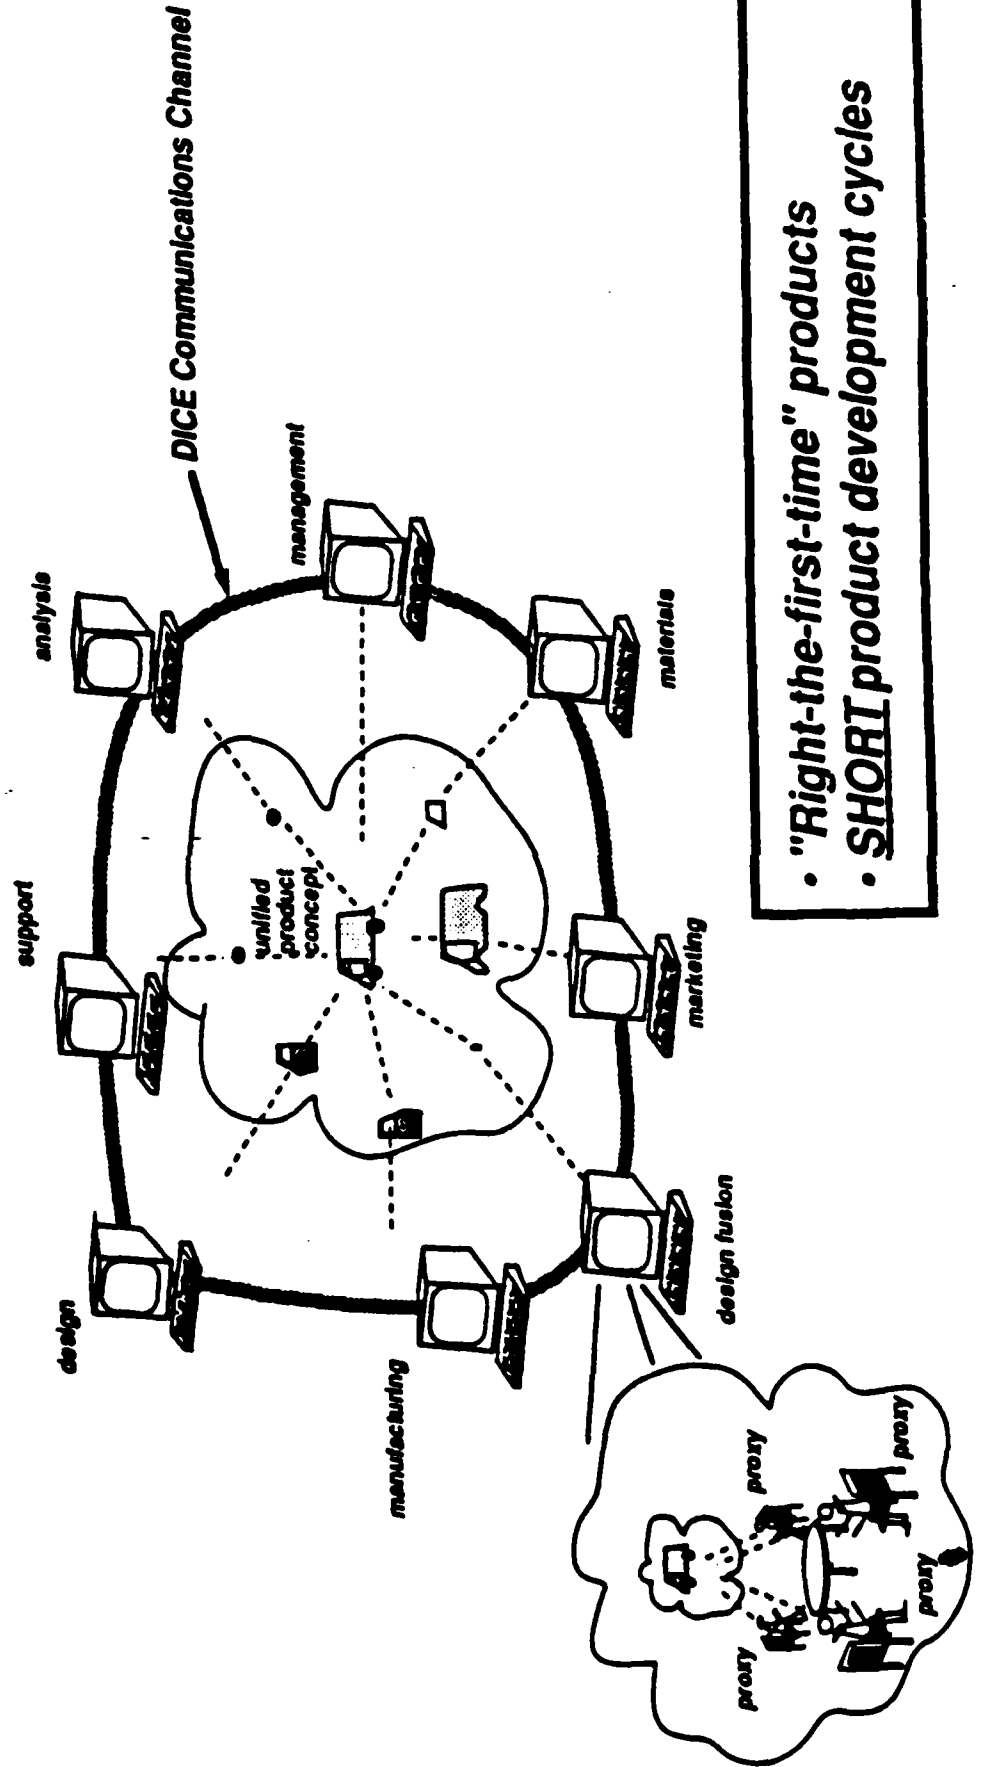 DICE Communications Channel
analysis
management
support
design
materials
unified
product
concept
manufacturing
marketing
design fusion
proxy
proxy
proxy
proxy
• "Right-the-first-time" products
• SHORT product development cycles